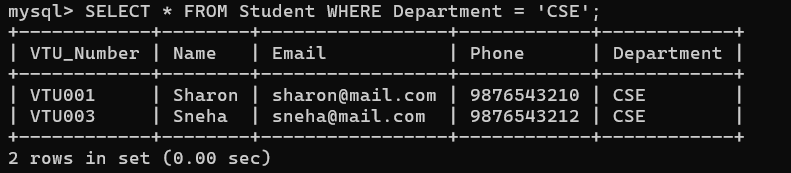 mysql> SELECT * FROM Student WHERE Department = 'CSE';
+------------+--------+-----------------+------------+------------+
| VTU_Number | Name   | Email           | Phone      | Department |
+------------+--------+-----------------+------------+------------+
| VTU001     | Sharon | sharon@mail.com | 9876543210 | CSE        |
| VTU003     | Sneha  | sneha@mail.com  | 9876543212 | CSE        |
+------------+--------+-----------------+------------+------------+
2 rows in set (0.00 sec)